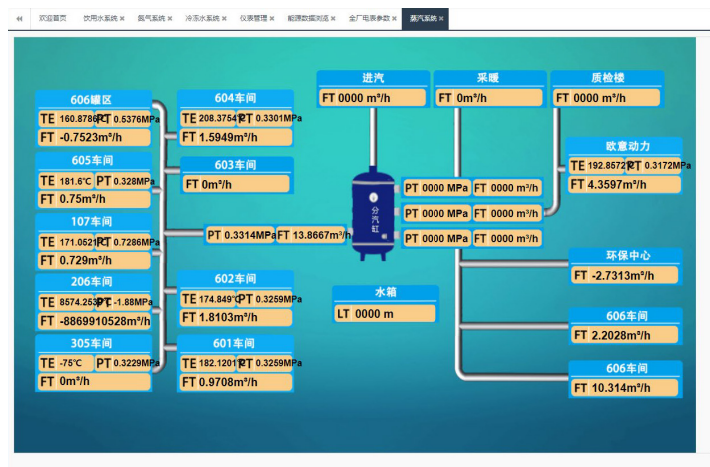 欢迎首页 饮用水系统 × 氮气系统 × 冷冻水系统 × 仪表管理 × 能源数据浏览 × 全厂电表参数 × 蒸汽系统 ×
进汽
FT 0000 m³/h
采暖
FT 0m³/h
质检楼
FT 0000 m³/h
606罐区
TE 160.8786℃ PT 0.5376MPa
FT -0.7523m³/h
604车间
TE 208.3754℃ PT 0.3301MPa
FT 1.5949m³/h
欧意动力
TE 192.8572℃ PT 0.3172MPa
FT 4.3597m³/h
605车间
TE 181.6℃ PT 0.328MPa
FT 0.75m³/h
603车间
FT 0m³/h
分汽缸
PT 0000 MPa FT 0000 m³/h
PT 0000 MPa FT 0000 m³/h
PT 0000 MPa FT 0000 m³/h
107车间
TE 171.0521℃ PT 0.7286MPa
FT 0.729m³/h
PT 0.3314MPa FT 13.8667m³/h
环保中心
FT -2.7313m³/h
206车间
TE 8574.253℃ PT -1.88MPa
FT -8869910528m³/h
602车间
TE 174.849℃ PT 0.3259MPa
FT 1.8103m³/h
水箱
LT 0000 m
606车间
FT 2.2028m³/h
305车间
TE -75℃ PT 0.3229MPa
FT 0m³/h
601车间
TE 182.1201℃ PT 0.3259MPa
FT 0.9708m³/h
606车间
FT 10.314m³/h